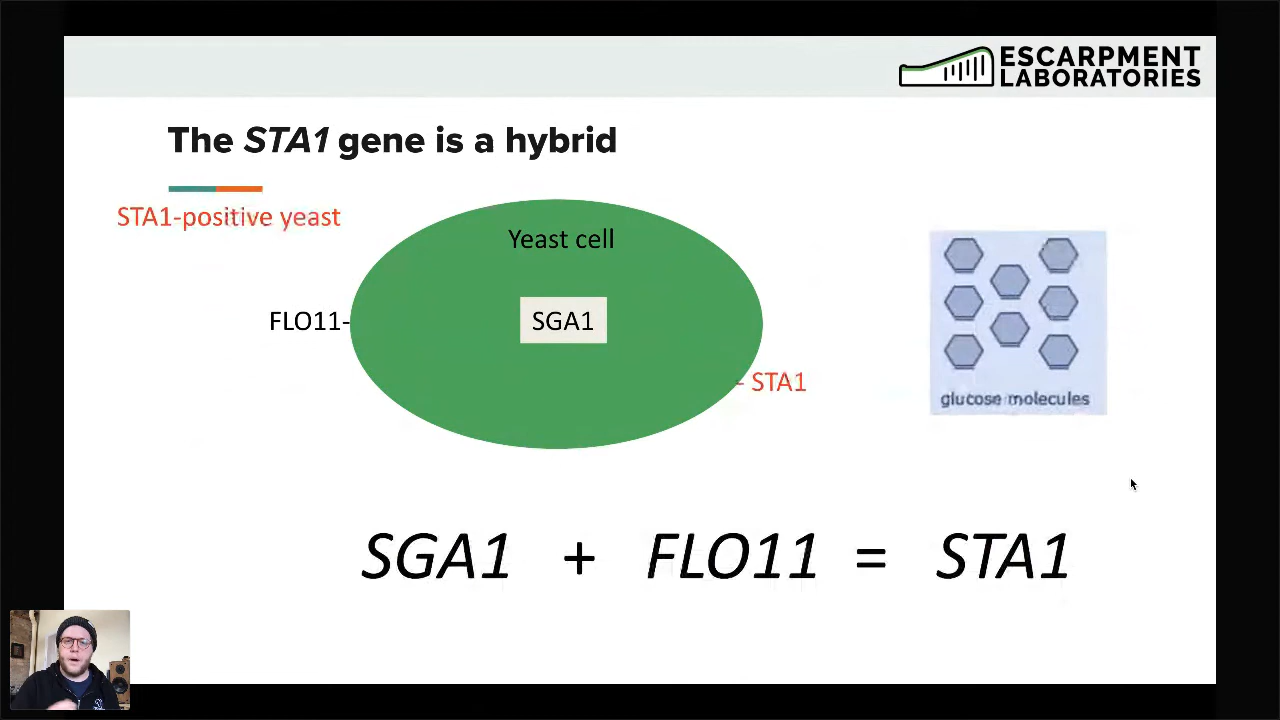 ESCARPMENT
LABORATORIES
The STA1 gene is a hybrid
STA1-positive yeast
Yeast cell
FLO11-
SGA1
- STA1
glucose molecules
SGA1 + FLO11 = STA1